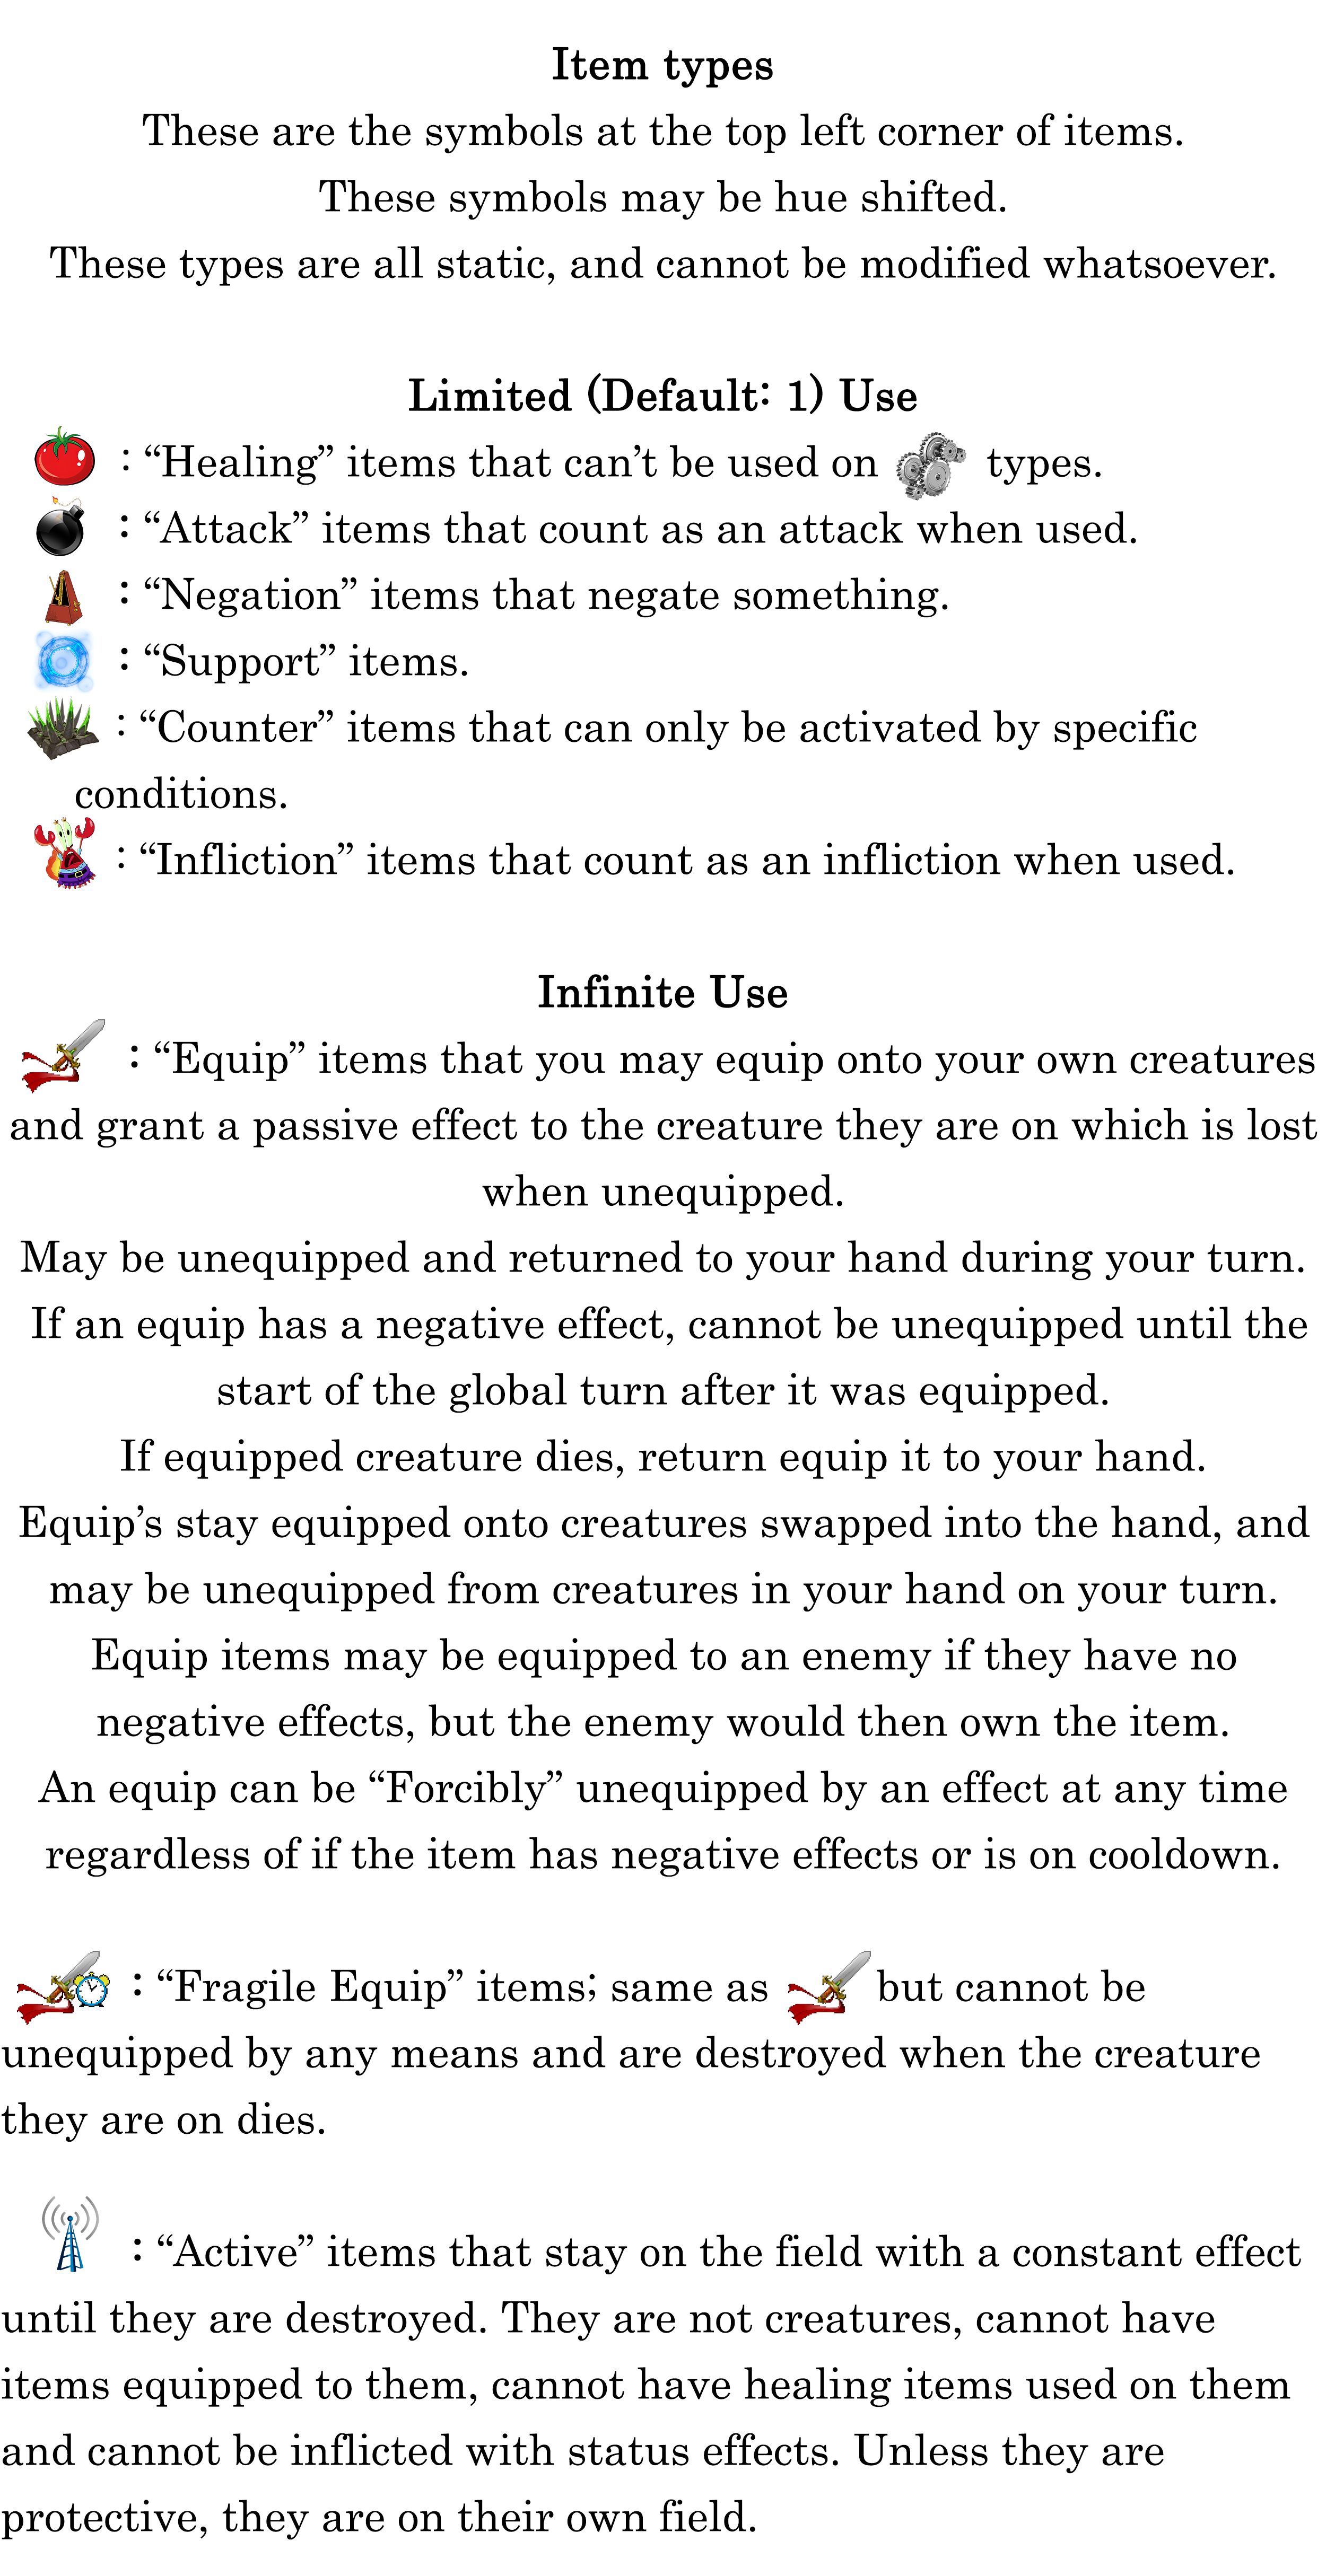 Item types
These are the symbols at the top left corner of items.
These symbols may be hue shifted.
These types are all static, and cannot be modified whatsoever.
Limited (Default: 1) Use
: “Healing” items that can’t be used on types.
: “Attack” items that count as an attack when used.
: “Negation” items that negate something.
: “Support” items.
: “Counter” items that can only be activated by specific
conditions.
: “Infliction” items that count as an infliction when used.
Infinite Use
: “Equip” items that you may equip onto your own creatures
and grant a passive effect to the creature they are on which is lost
when unequipped.
May be unequipped and returned to your hand during your turn.
If an equip has a negative effect, cannot be unequipped until the
start of the global turn after it was equipped.
If equipped creature dies, return equip it to your hand.
Equip’s stay equipped onto creatures swapped into the hand, and
may be unequipped from creatures in your hand on your turn.
Equip items may be equipped to an enemy if they have no
negative effects, but the enemy would then own the item.
An equip can be “Forcibly” unequipped by an effect at any time
regardless of if the item has negative effects or is on cooldown.
: “Fragile Equip” items; same as but cannot be
unequipped by any means and are destroyed when the creature
they are on dies.
: “Active” items that stay on the field with a constant effect
until they are destroyed. They are not creatures, cannot have
items equipped to them, cannot have healing items used on them
and cannot be inflicted with status effects. Unless they are
protective, they are on their own field.